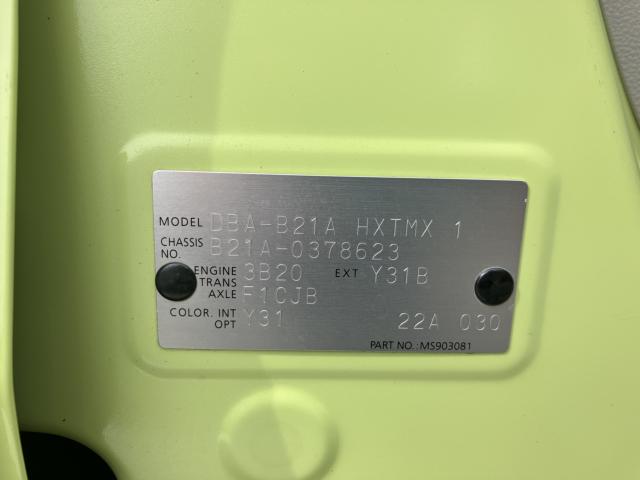 MODEL DBA-B21A HXTMX 1
CHASSIS NO. B21A-0378623
ENGINE 3B20 EXT Y31B
TRANS AXLE F1CJB
COLOR. INT Y31
OPT 22A 030
PART NO.: MS903081